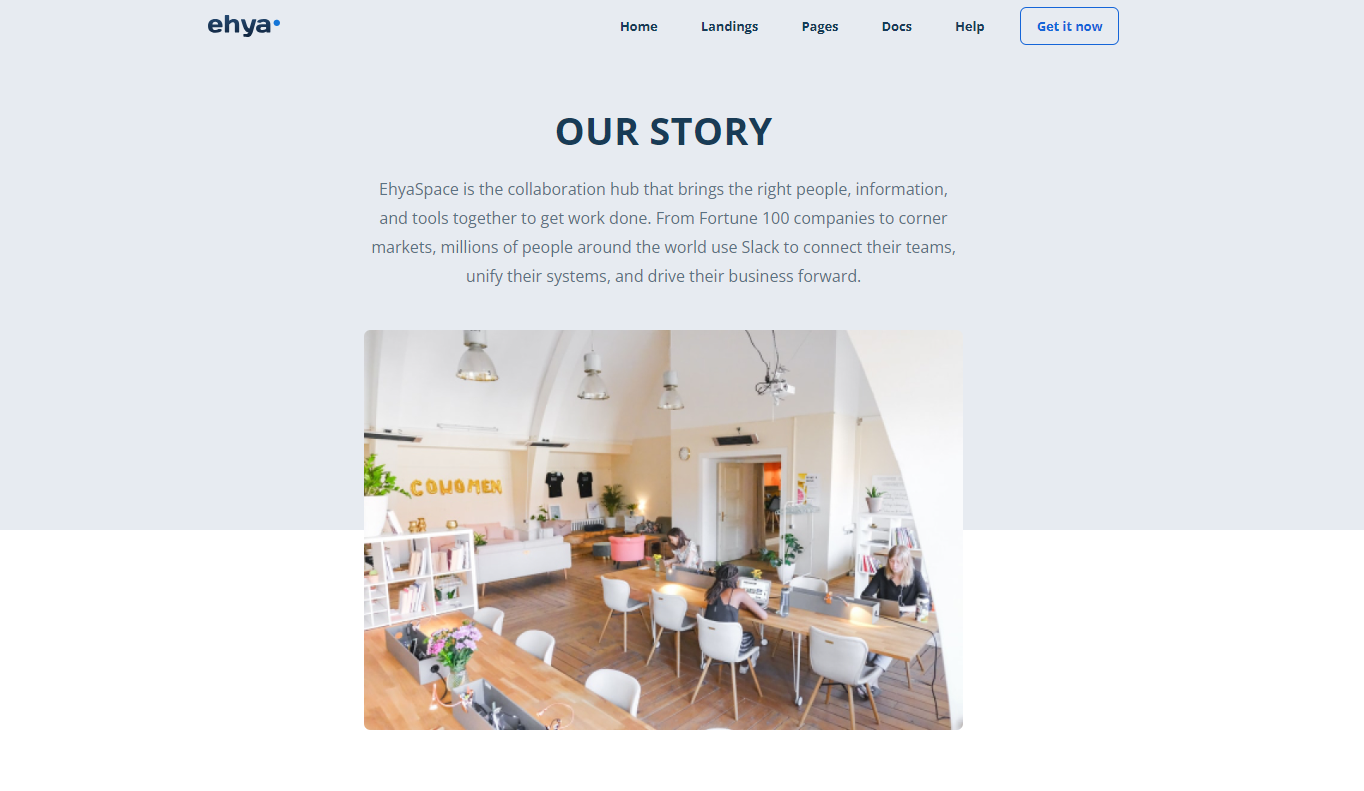 ehya
Home Landings Pages Docs Help Get it now
OUR STORY
EhyaSpace is the collaboration hub that brings the right people, information,
and tools together to get work done. From Fortune 100 companies to corner
markets, millions of people around the world use Slack to connect their teams,
unify their systems, and drive their business forward.
COWOMEN